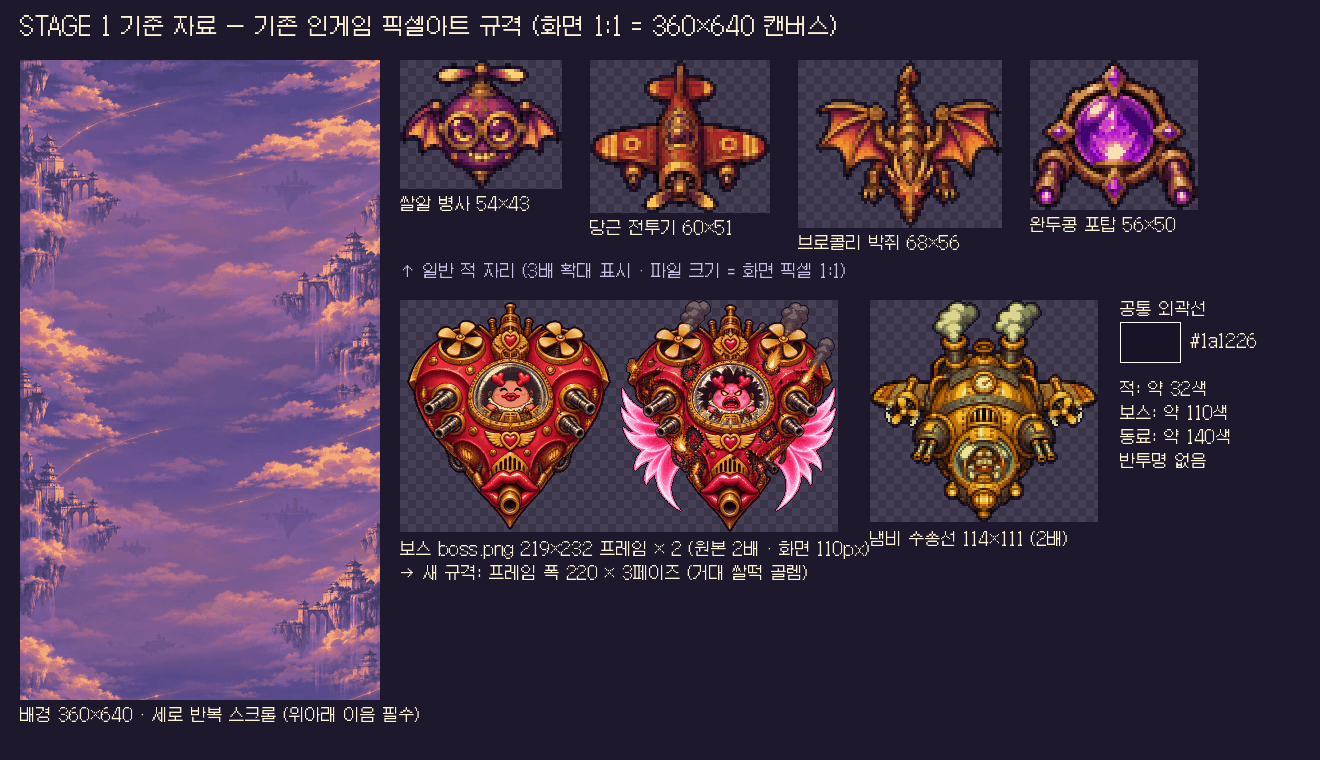 STAGE 1 기준 자료 — 기존 인게임 픽셀아트 규격 (화면 1:1 = 360×640 캔버스)
쌀알 병사 54×43
당근 전투기 60×51
브로콜리 박쥐 68×56
완두콩 포탑 56×50
↑ 일반 적 자리 (3배 확대 표시 · 파일 크기 = 화면 픽셀 1:1)
공통 외곽선
#1a1226
적: 약 32색
보스: 약 110색
동료: 약 140색
반투명 없음
보스 boss.png 219×232 프레임 × 2 (원본 2배 · 화면 110px)
냄비 수송선 114×111 (2배)
→ 새 규격: 프레임 폭 220 × 3페이즈 (거대 쌀떡 골렘)
배경 360×640 · 세로 반복 스크롤 (위아래 이음 필수)